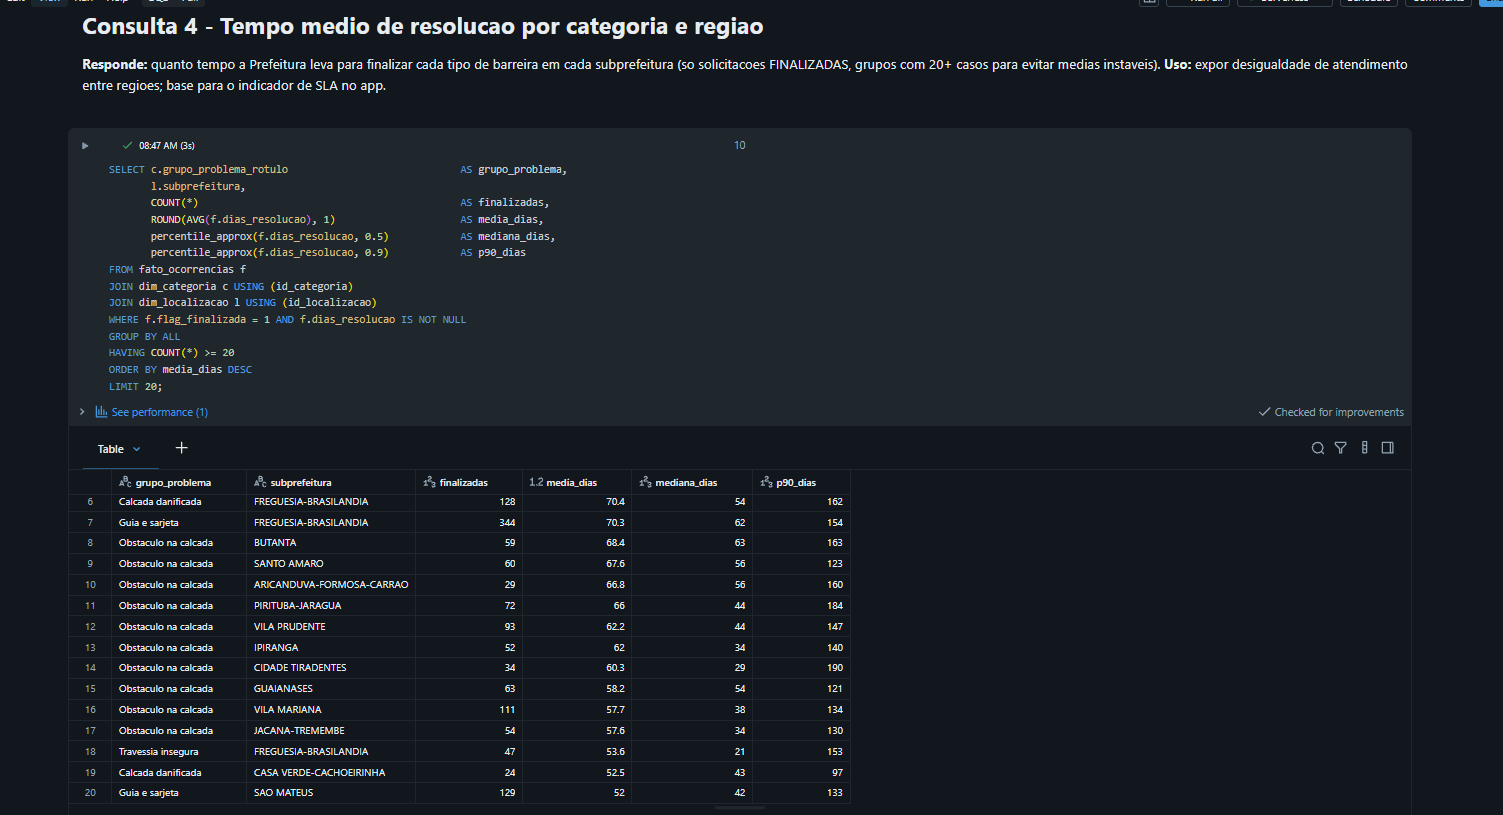 Consulta 4 - Tempo medio de resolucao por categoria e regiao
Responde: quanto tempo a Prefeitura leva para finalizar cada tipo de barreira em cada subprefeitura (so solicitacoes FINALIZADAS, grupos com 20+ casos para evitar medias instaveis). Uso: expor desigualdade de atendimento
entre regioes; base para o indicador de SLA no app.
08:47 AM (3s) 10
SELECT c.grupo_problema_rotulo AS grupo_problema,
l.subprefeitura,
COUNT(*) AS finalizadas,
ROUND(AVG(f.dias_resolucao), 1) AS media_dias,
percentile_approx(f.dias_resolucao, 0.5) AS mediana_dias,
percentile_approx(f.dias_resolucao, 0.9) AS p90_dias
FROM fato_ocorrencias f
JOIN dim_categoria c USING (id_categoria)
JOIN dim_localizacao l USING (id_localizacao)
WHERE f.flag_finalizada = 1 AND f.dias_resolucao IS NOT NULL
GROUP BY ALL
HAVING COUNT(*) >= 20
ORDER BY media_dias DESC
LIMIT 20;
See performance (1) Checked for improvements
Table +
grupo_problema subprefeitura finalizadas 1.2 media_dias mediana_dias p90_dias
6 Calcada danificada FREGUESIA-BRASILANDIA 128 70.4 54 162
7 Guia e sarjeta FREGUESIA-BRASILANDIA 344 70.3 62 154
8 Obstaculo na calcada BUTANTA 59 68.4 63 163
9 Obstaculo na calcada SANTO AMARO 60 67.6 56 123
10 Obstaculo na calcada ARICANDUVA-FORMOSA-CARRAO 29 66.8 56 160
11 Obstaculo na calcada PIRITUBA-JARAGUA 72 66 44 184
12 Obstaculo na calcada VILA PRUDENTE 93 62.2 44 147
13 Obstaculo na calcada IPIRANGA 52 62 34 140
14 Obstaculo na calcada CIDADE TIRADENTES 34 60.3 29 190
15 Obstaculo na calcada GUAIANASES 63 58.2 54 121
16 Obstaculo na calcada VILA MARIANA 111 57.7 38 134
17 Obstaculo na calcada JACANA-TREMEMBE 54 57.6 34 130
18 Travessia insegura FREGUESIA-BRASILANDIA 47 53.6 21 153
19 Calcada danificada CASA VERDE-CACHOEIRINHA 24 52.5 43 97
20 Guia e sarjeta SAO MATEUS 129 52 42 133